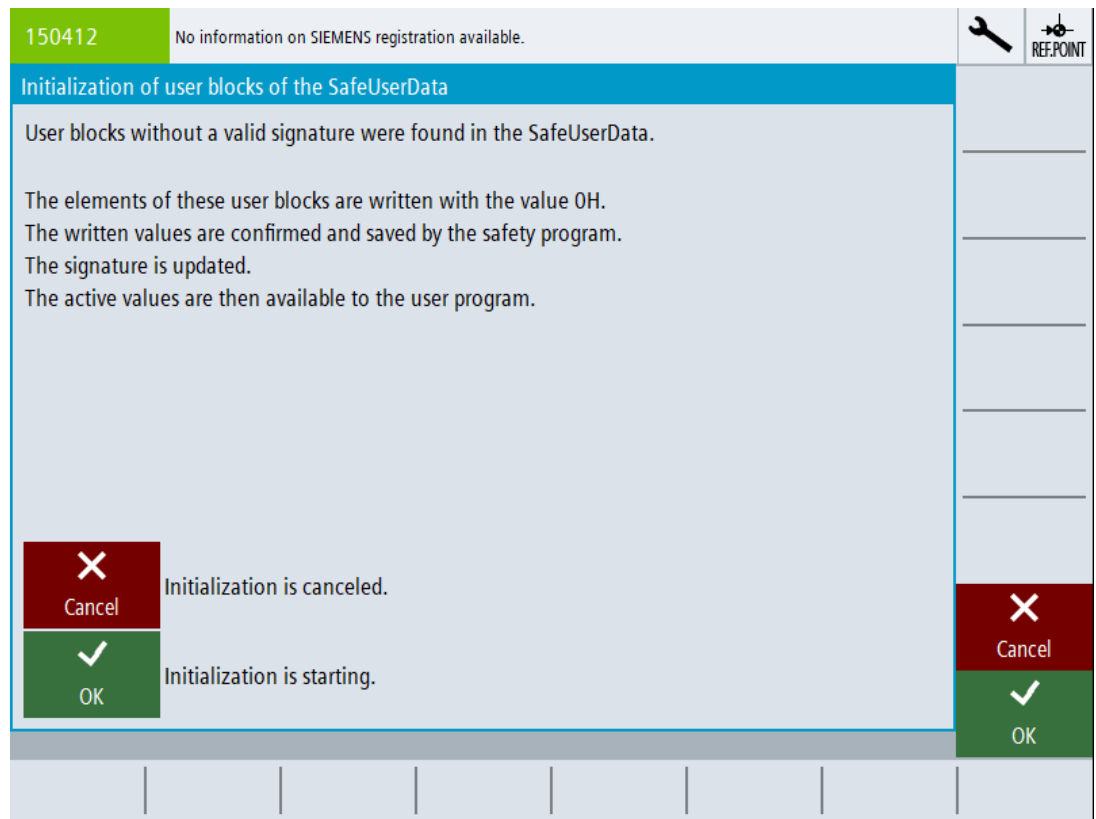 150412
No information on SIEMENS registration available.
REF.POINT
Initialization of user blocks of the SafeUserData
User blocks without a valid signature were found in the SafeUserData.
The elements of these user blocks are written with the value 0H.
The written values are confirmed and saved by the safety program.
The signature is updated.
The active values are then available to the user program.
Cancel
Initialization is canceled.
OK
Initialization is starting.
Cancel
OK